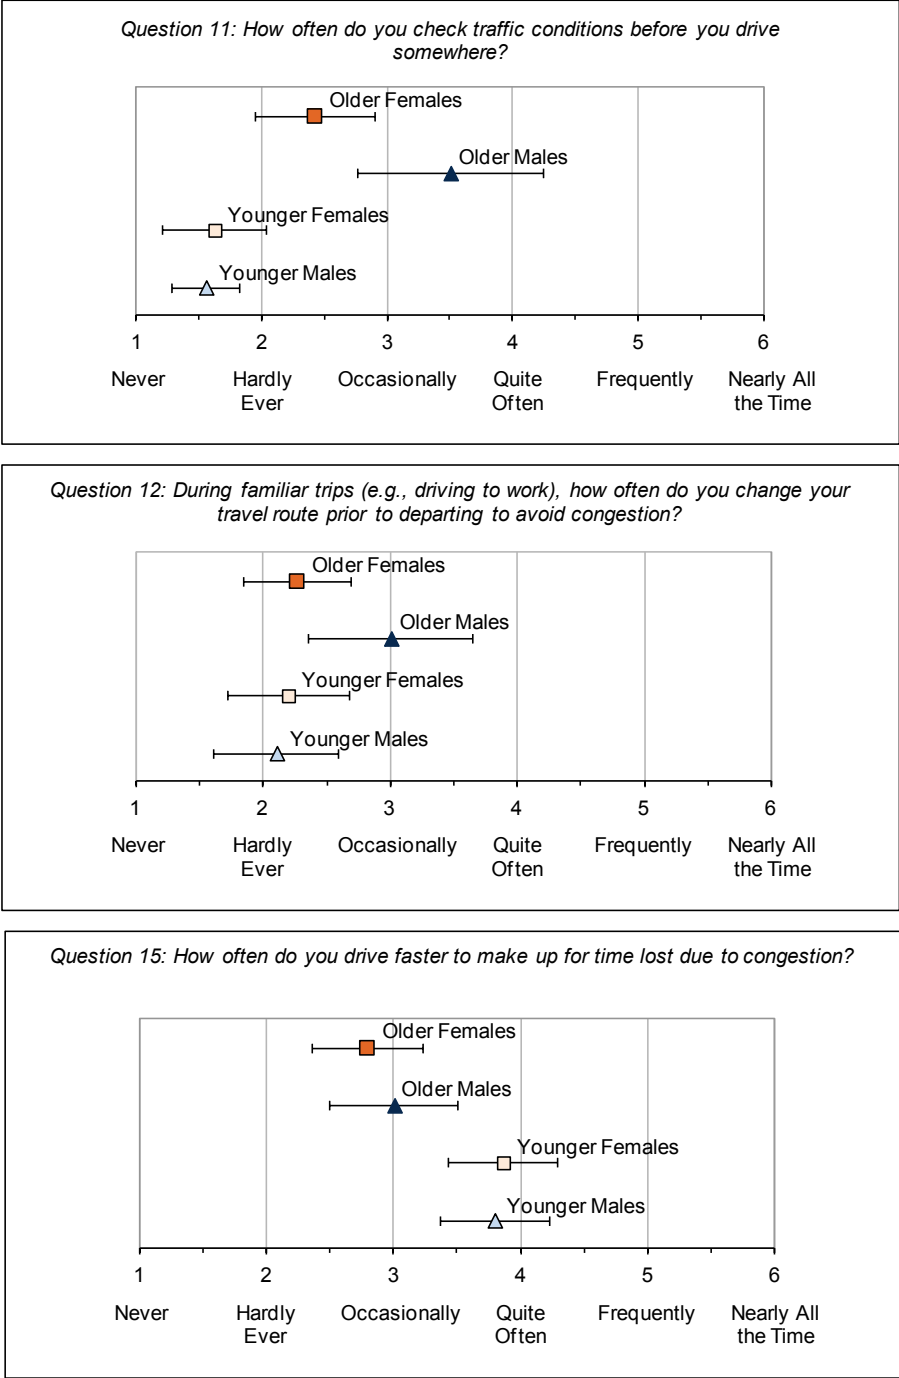 Question 11: How often do you check traffic conditions before you drive
somewhere?
Older Females
Older Males
Younger Females
Younger Males
1 2 3 4 5 6
Never Hardly Occasionally Quite Frequently Nearly All
Ever Often the Time
Question 12: During familiar trips (e.g., driving to work), how often do you change your
travel route prior to departing to avoid congestion?
Older Females
Older Males
Younger Females
Younger Males
1 2 3 4 5 6
Never Hardly Occasionally Quite Frequently Nearly All
Ever Often the Time
Question 15: How often do you drive faster to make up for time lost due to congestion?
Older Females
Older Males
Younger Females
Younger Males
1 2 3 4 5 6
Never Hardly Occasionally Quite Frequently Nearly All
Ever Often the Time